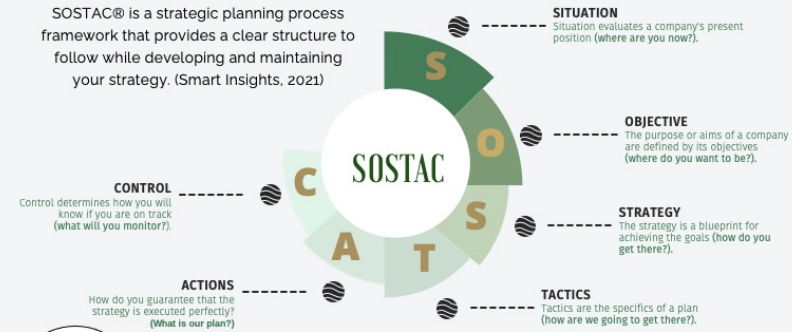 SOSTAC® is a strategic planning process
framework that provides a clear structure to
follow while developing and maintaining
your strategy. (Smart Insights, 2021)
SITUATION
Situation evaluates a company's present
position (where are you now?).
OBJECTIVE
The purpose or aims of a company
are defined by its objectives
(where do you want to be?).
STRATEGY
The strategy is a blueprint for
achieving the goals (how do you
get there?).
TACTICS
Tactics are the specifics of a plan
(how are we going to get there?).
ACTIONS
How do you guarantee that the
strategy is executed perfectly?
(What is our plan?)
CONTROL
Control determines how you will
know if you are on track
(what will you monitor?).
SOSTAC
S
O
S
T
A
C